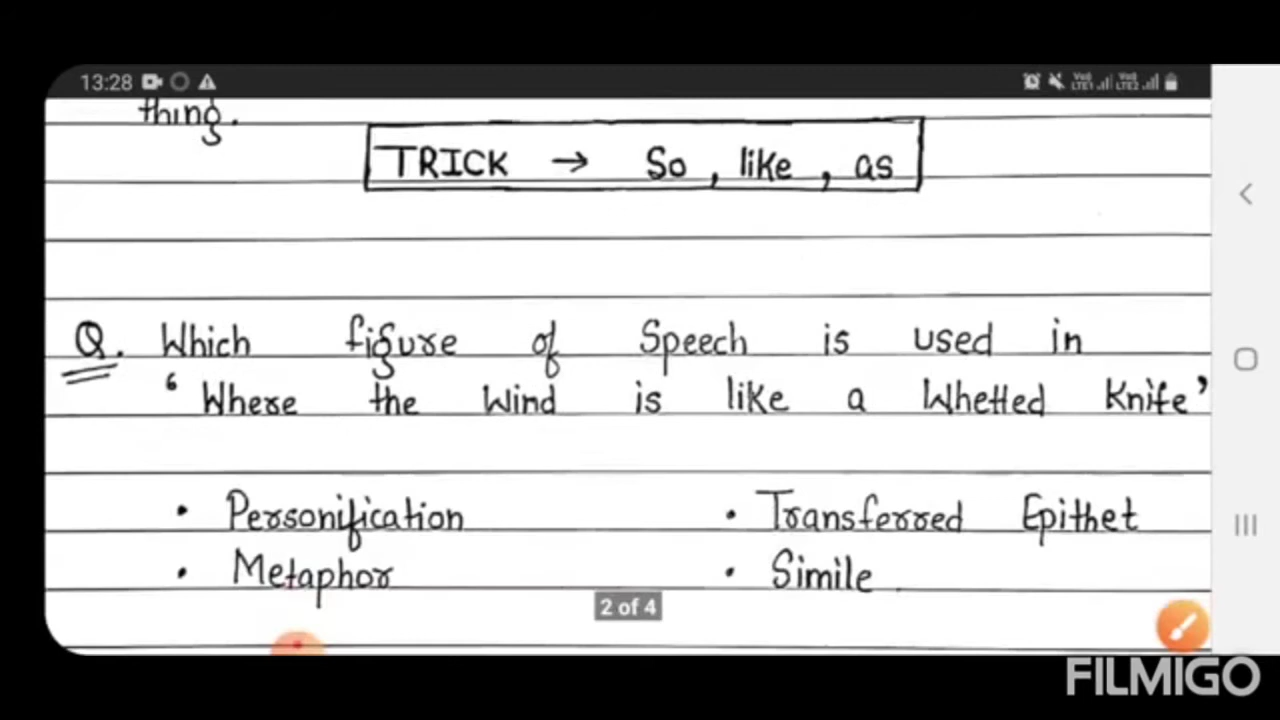 13:28
thing.
TRICK → So, like, as
Q. Which figure of Speech is used in
‘Where the Wind is like a Whetted Knife’
• Personification • Transferred Epithet
• Metaphor • Simile
2 of 4
FILMIGO